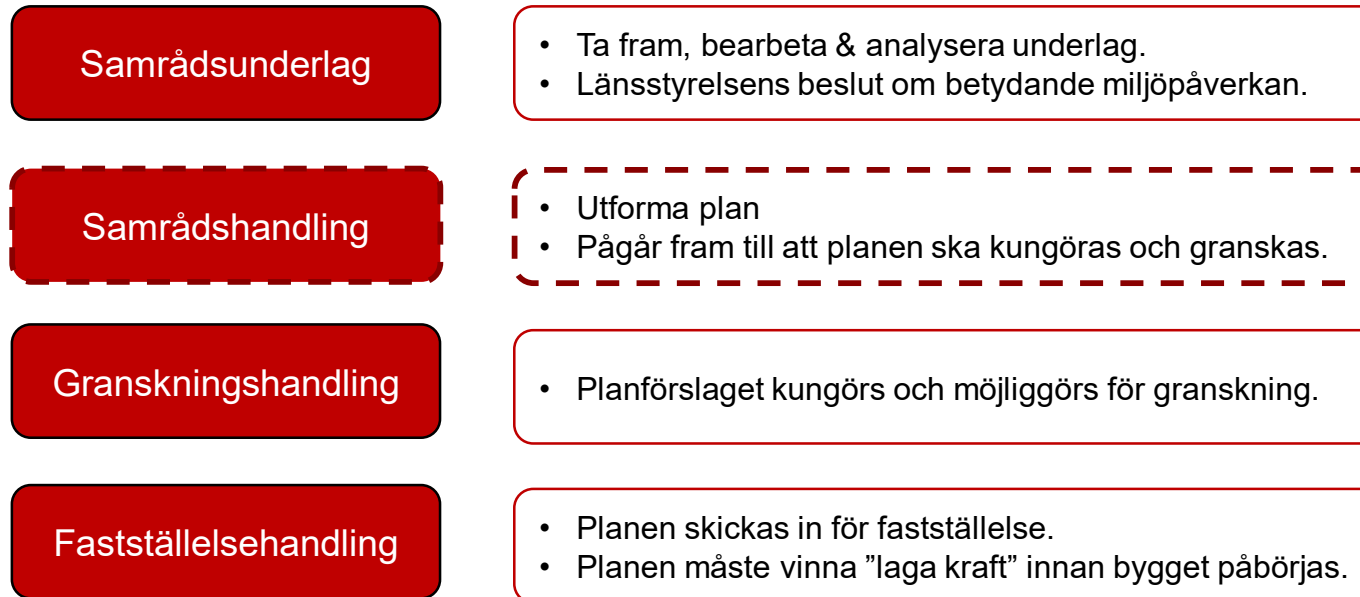 Samrådsunderlag
• Ta fram, bearbeta & analysera underlag.
• Länsstyrelsens beslut om betydande miljöpåverkan.
Samrådshandling
• Utforma plan
• Pågår fram till att planen ska kungöras och granskas.
Granskningshandling
• Planförslaget kungörs och möjliggörs för granskning.
Fastställelsehandling
• Planen skickas in för fastställelse.
• Planen måste vinna ”laga kraft” innan bygget påbörjas.